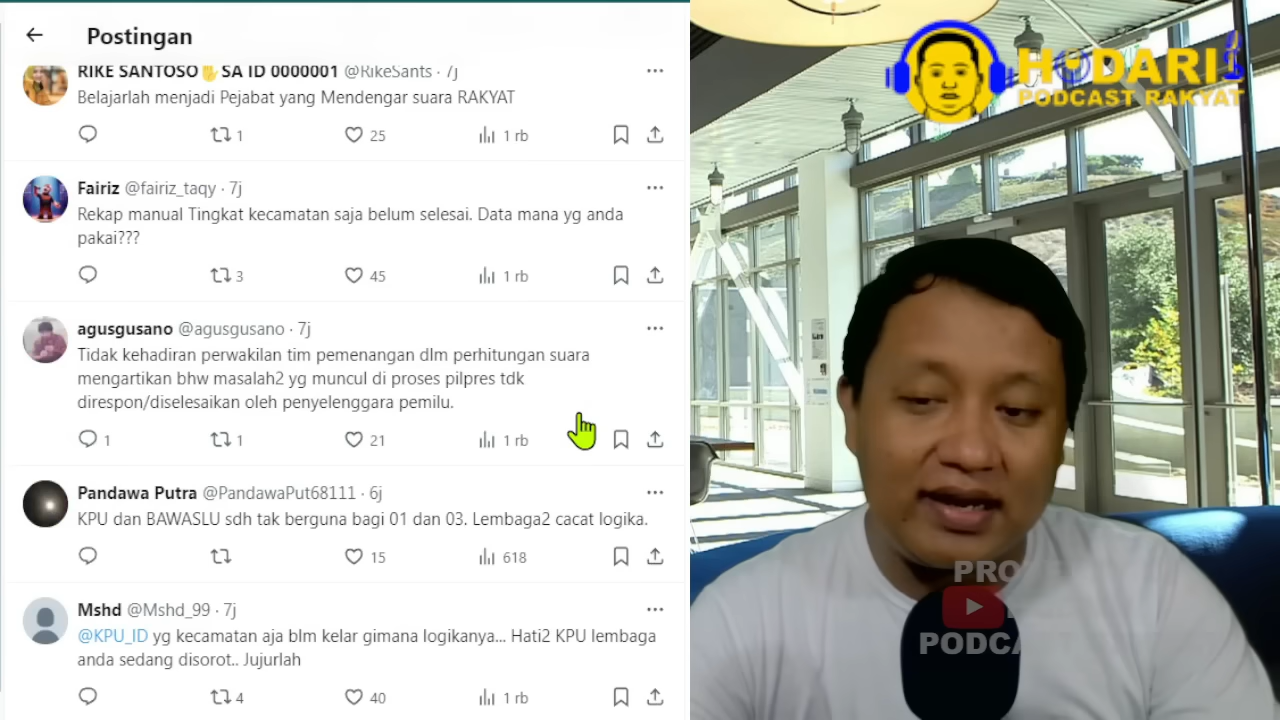 Postingan
RIKE SANTOSO🖐SA ID 0000001 @RikeSants · 7j
Belajarlah menjadi Pejabat yang Mendengar suara RAKYAT
1 25 1 rb
Fairiz @fairiz_taqy · 7j
Rekap manual Tingkat kecamatan saja belum selesai. Data mana yg anda
pakai???
3 45 1 rb
agusgusano @agusgusano · 7j
Tidak kehadiran perwakilan tim pemenangan dlm perhitungan suara
mengartikan bhw masalah2 yg muncul di proses pilpres tdk
direspon/diselesaikan oleh penyelenggara pemilu.
1 1 21 1 rb
Pandawa Putra @PandawaPut68111 · 6j
KPU dan BAWASLU sdh tak berguna bagi 01 dan 03. Lembaga2 cacat logika.
15 618
Mshd @Mshd_99 · 7j
@KPU_ID yg kecamatan aja blm kelar gimana logikanya... Hati2 KPU lembaga
anda sedang disorot.. Jujurlah
4 40 1 rb
HODARI
PODCAST RAKYAT